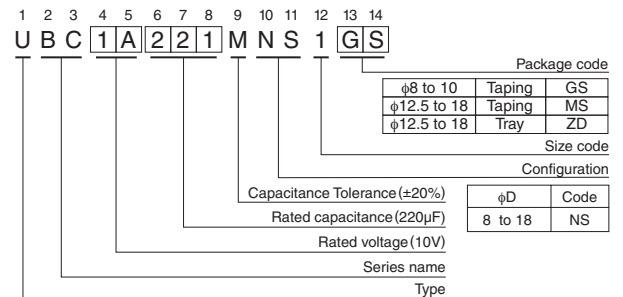 1 2 3 4 5 6 7 8 9 10 11 12 13 14
U B C 1 A 2 2 1 M N S 1 G S
Package code
ϕ8 to 10 Taping GS
ϕ12.5 to 18 Taping MS
ϕ12.5 to 18 Tray ZD
Size code
Configuration
ϕD Code
8 to 18 NS
Capacitance Tolerance (±20%)
Rated capacitance (220µF)
Rated voltage (10V)
Series name
Type